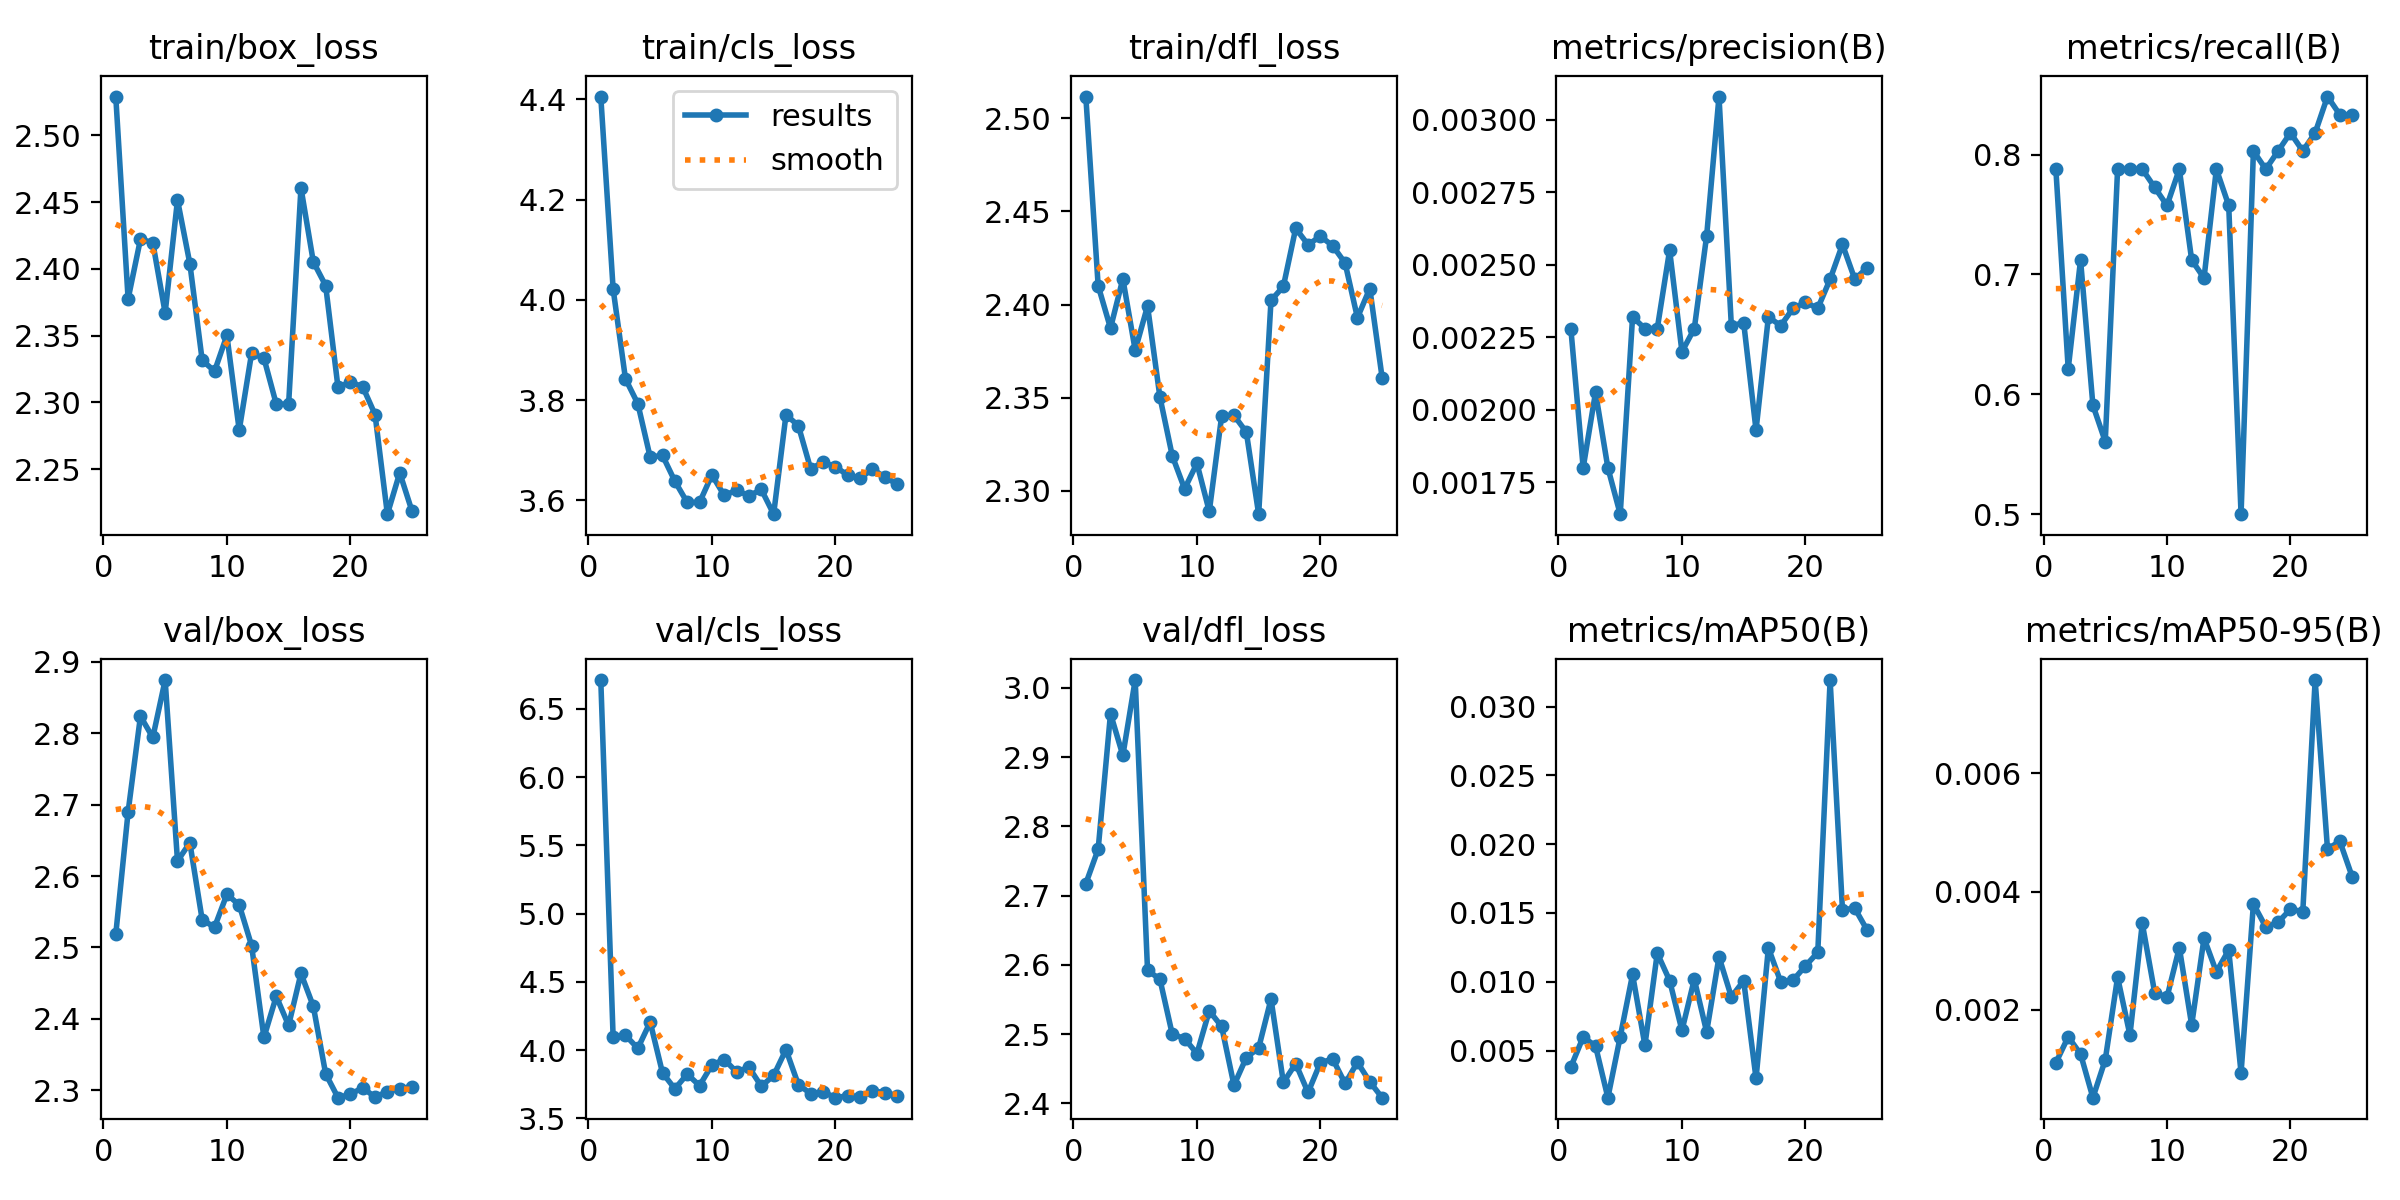 train/box_loss
2.50
2.45
2.40
2.35
2.30
2.25
0 10 20
train/cls_loss
results
smooth
4.4
4.2
4.0
3.8
3.6
0 10 20
train/dfl_loss
2.50
2.45
2.40
2.35
2.30
0 10 20
metrics/precision(B)
0.00300
0.00275
0.00250
0.00225
0.00200
0.00175
0 10 20
metrics/recall(B)
0.8
0.7
0.6
0.5
0 10 20
val/box_loss
2.9
2.8
2.7
2.6
2.5
2.4
2.3
0 10 20
val/cls_loss
6.5
6.0
5.5
5.0
4.5
4.0
3.5
0 10 20
val/dfl_loss
3.0
2.9
2.8
2.7
2.6
2.5
2.4
0 10 20
metrics/mAP50(B)
0.030
0.025
0.020
0.015
0.010
0.005
0 10 20
metrics/mAP50-95(B)
0.006
0.004
0.002
0 10 20